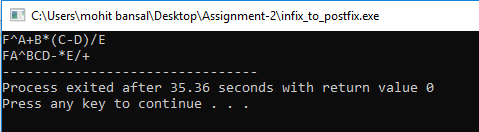 C:\Users\mohit bansal\Desktop\Assignment-2\infix_to_postfix.exe
F^A+B*(C-D)/E
FA^BCD-*E/+
--------------------------------
Process exited after 35.36 seconds with return value 0
Press any key to continue . . .